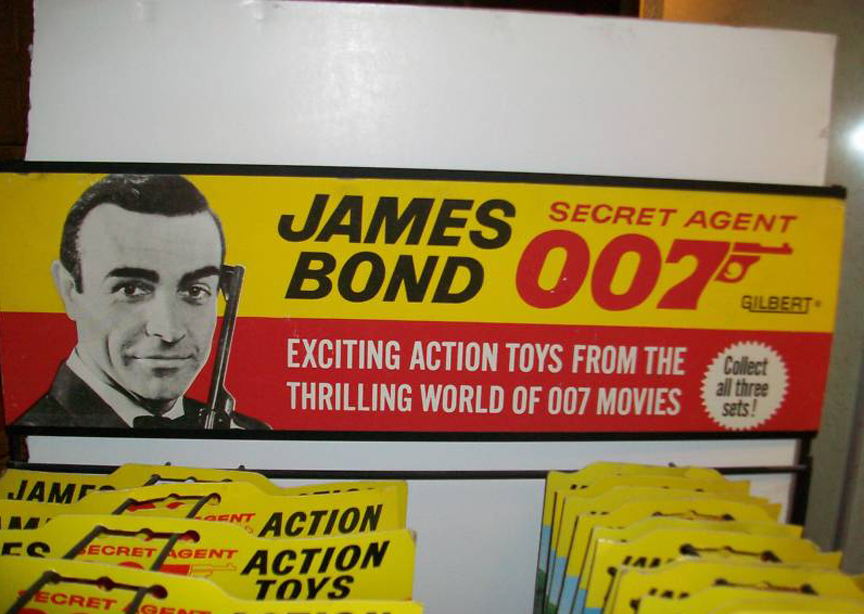 JAMES
BOND
SECRET AGENT
007
GILBERT
EXCITING ACTION TOYS FROM THE
THRILLING WORLD OF 007 MOVIES
Collect
all three
sets!
ACTION
SECRET AGENT
ACTION
TOYS